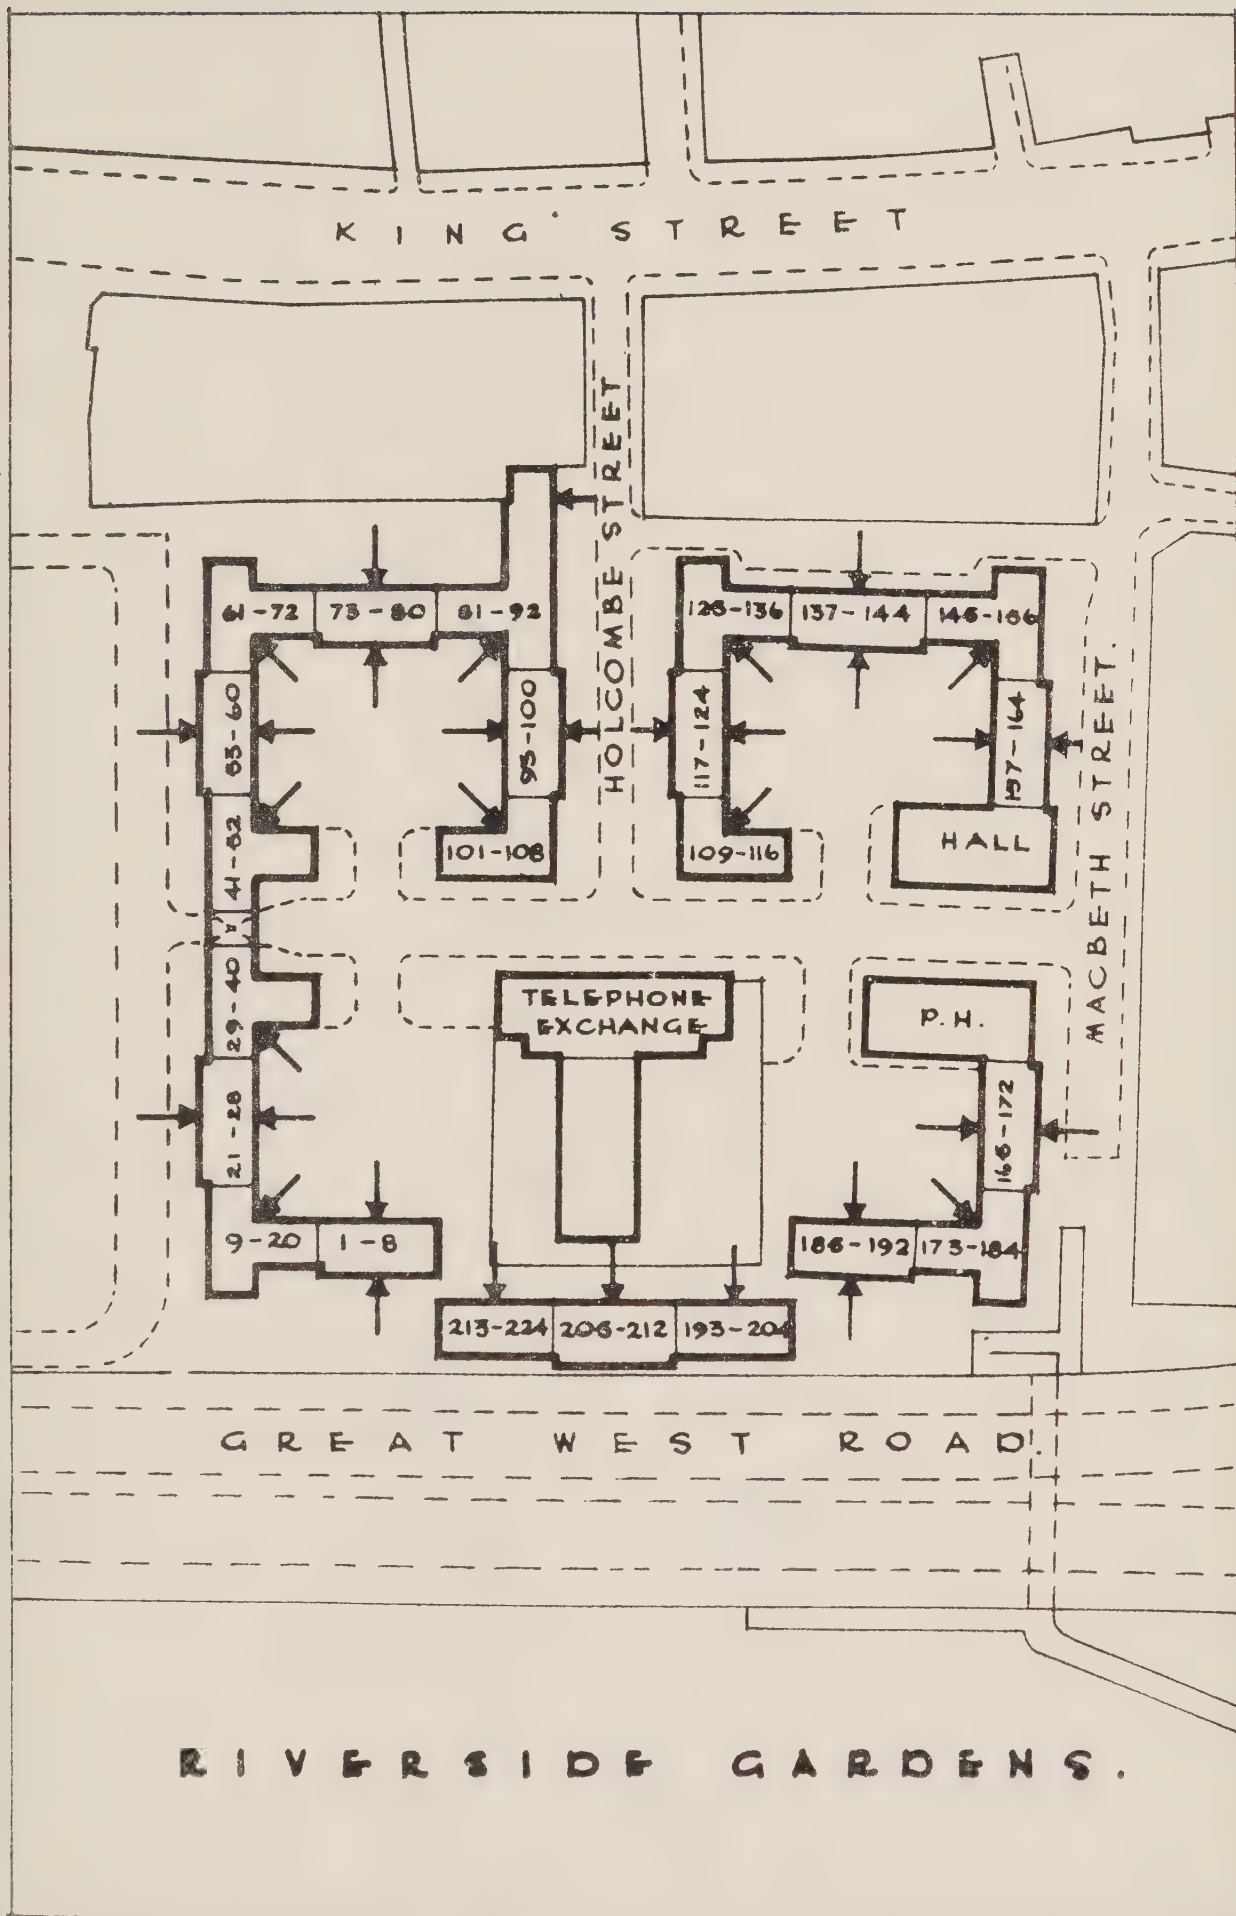 KING STREET
HOLCOMBE STREET
61-72
73-80
81-92
125-136
137-144
145-156
53-60
93-100
117-124
157-164
MACBETH STREET.
41-52
101-108
109-116
HALL
29-40
TELEPHONE
EXCHANGE
P.H.
21-28
165-172
9-20
1-8
185-192
173-184
213-224
205-212
193-204
GREAT WEST ROAD.
RIVERSIDE GARDENS.